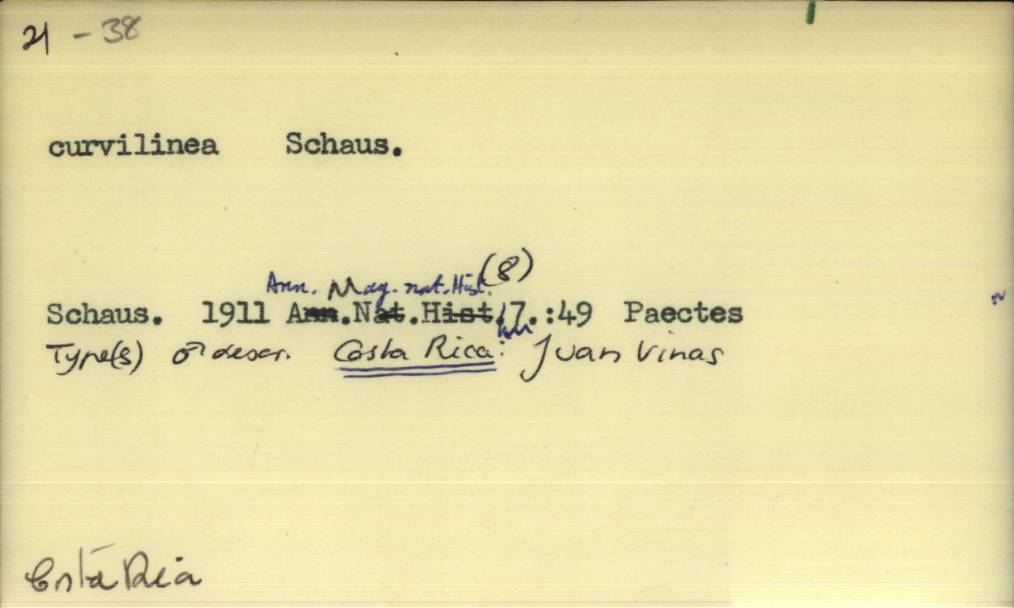 21 - 38
curvilinea Schaus.
Ann. Mag. nat. Hist. (8)
Schaus. 1911 Ann. Nat. Hist. 7.:49 Paectes
Type(s) ♂ descr. Costa Rica: Juan Vinas
Costa Rica